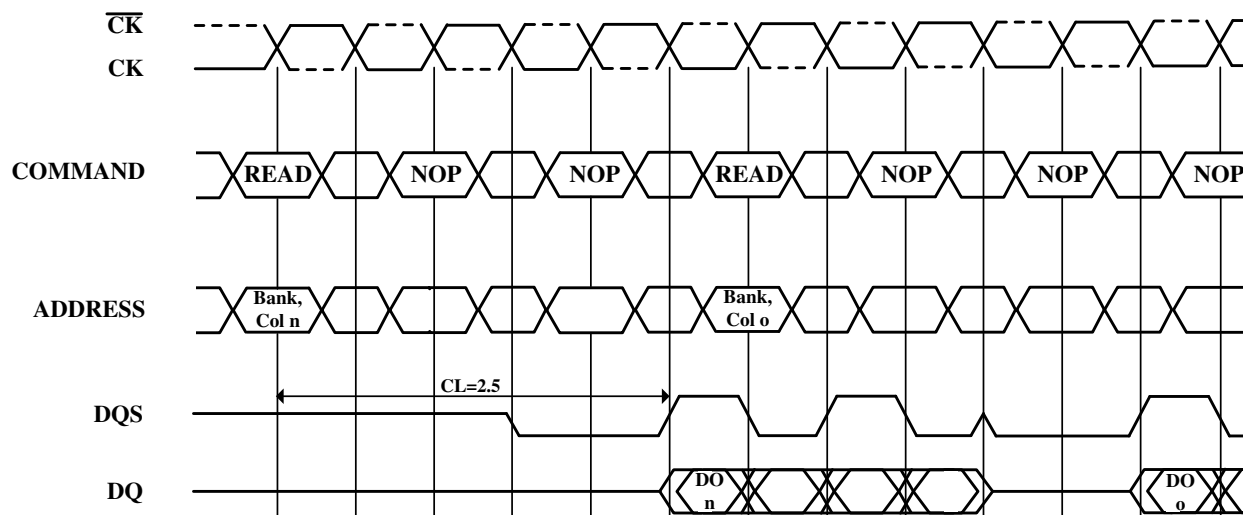 CK
CK
COMMAND READ NOP NOP READ NOP NOP NOP
ADDRESS Bank, Col n Bank, Col o
CL=2.5
DQS
DQ DO n DO o